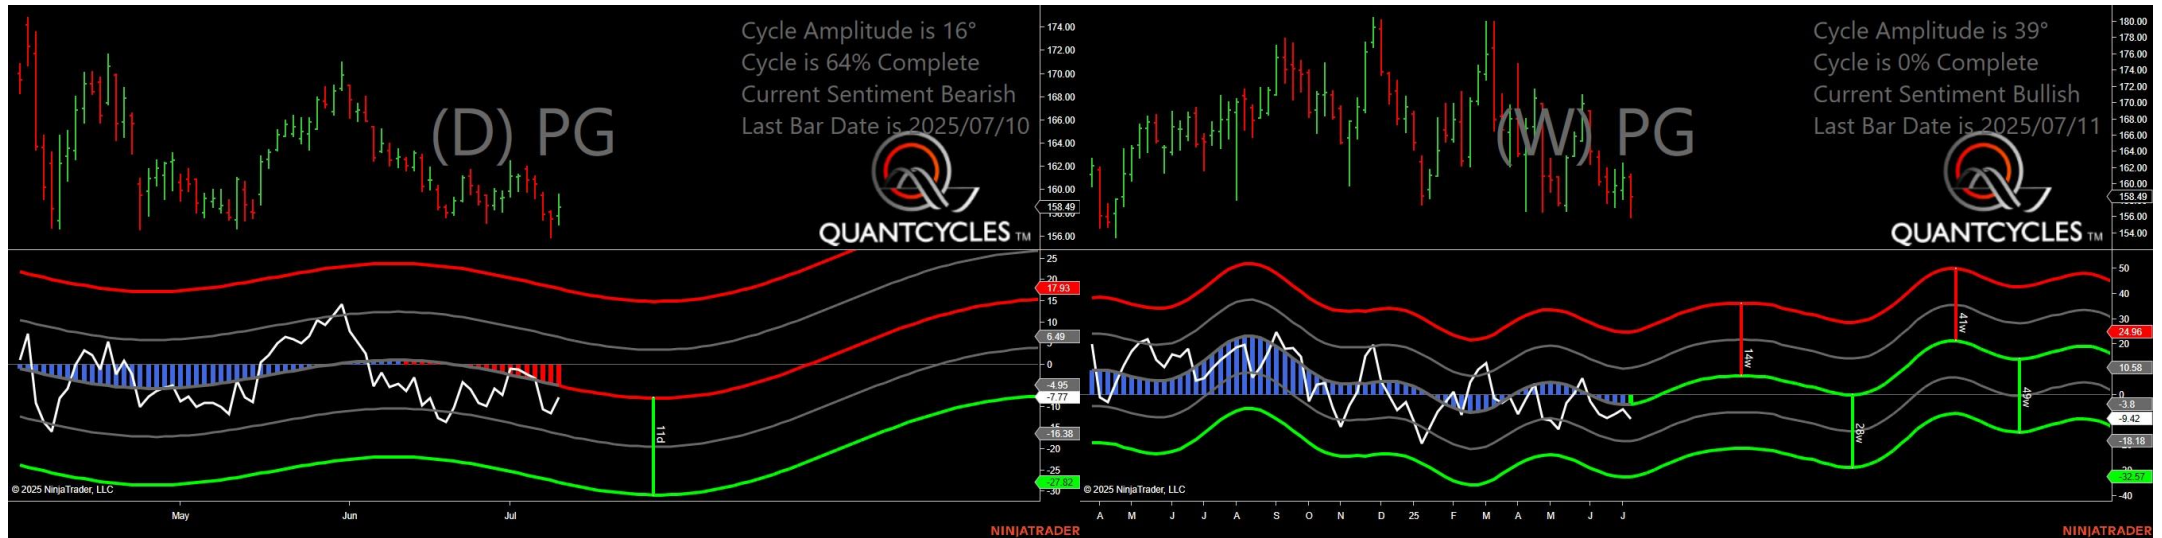 Cycle Amplitude is 16°
Cycle is 64% Complete
Current Sentiment Bearish
Last Bar Date is 2025/07/10
(D) PG
QUANTCYCLES TM
174.00
172.00
170.00
168.00
166.00
164.00
162.00
160.00
158.49
156.00
25
20
17.93
15
10
6.49
0
-4.95
-7.77
-10
-16.38
-20
-25
-27.82
-30
11d
© 2025 NinjaTrader, LLC
May Jun Jul
NINJATRADER
Cycle Amplitude is 39°
Cycle is 0% Complete
Current Sentiment Bullish
Last Bar Date is 2025/07/11
(W) PG
QUANTCYCLES TM
180.00
178.00
176.00
174.00
172.00
170.00
168.00
166.00
164.00
162.00
160.00
158.49
156.00
154.00
50
40
30
24.96
20
10.58
0
-3.8
-9.42
-18.18
-32.57
-40
14w
28w
41w
49w
© 2025 NinjaTrader, LLC
A M J J A S O N D 25 F M A M J J
NINJATRADER